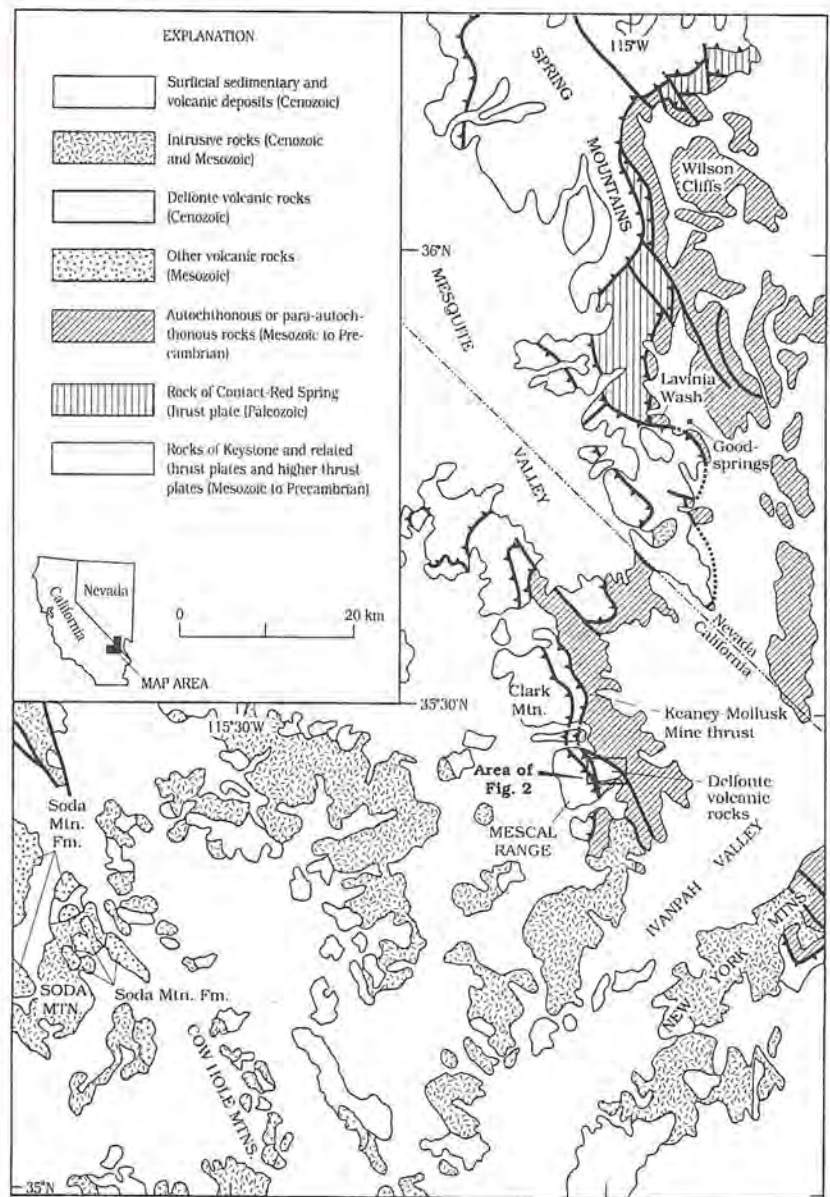 EXPLANATION
Surficial sedimentary and
volcanic deposits (Cenozoic)
Intrusive rocks (Cenozoic
and Mesozoic)
Delfonte volcanic rocks
(Cenozoic)
Other volcanic rocks
(Mesozoic)
Autochthonous or para-autoch-
thonous rocks (Mesozoic to Pre-
cambrian)
Rock of Contact-Red Spring
thrust plate (Paleozoic)
Rocks of Keystone and related
thrust plates and higher thrust
plates (Mesozoic to Precambrian)
California
Nevada
MAP AREA
0 20 km
115°W
SPRING
MOUNTAINS
Wilson
Cliffs
36°N
MESQUITE
VALLEY
Lavinia
Wash
Good-
springs
Nevada
California
Clark
Mtn.
35°30'N
115°30'W
Keaney-Mollusk
Mine thrust
Area of
Fig. 2
Delfonte
volcanic
rocks
MESCAL
RANGE
IVANPAH VALLEY
NEW YORK MTNS.
Soda
Mtn.
Fm.
SODA
MTN.
Soda Mtn. Fm.
COW HOLE MTNS.
35°N